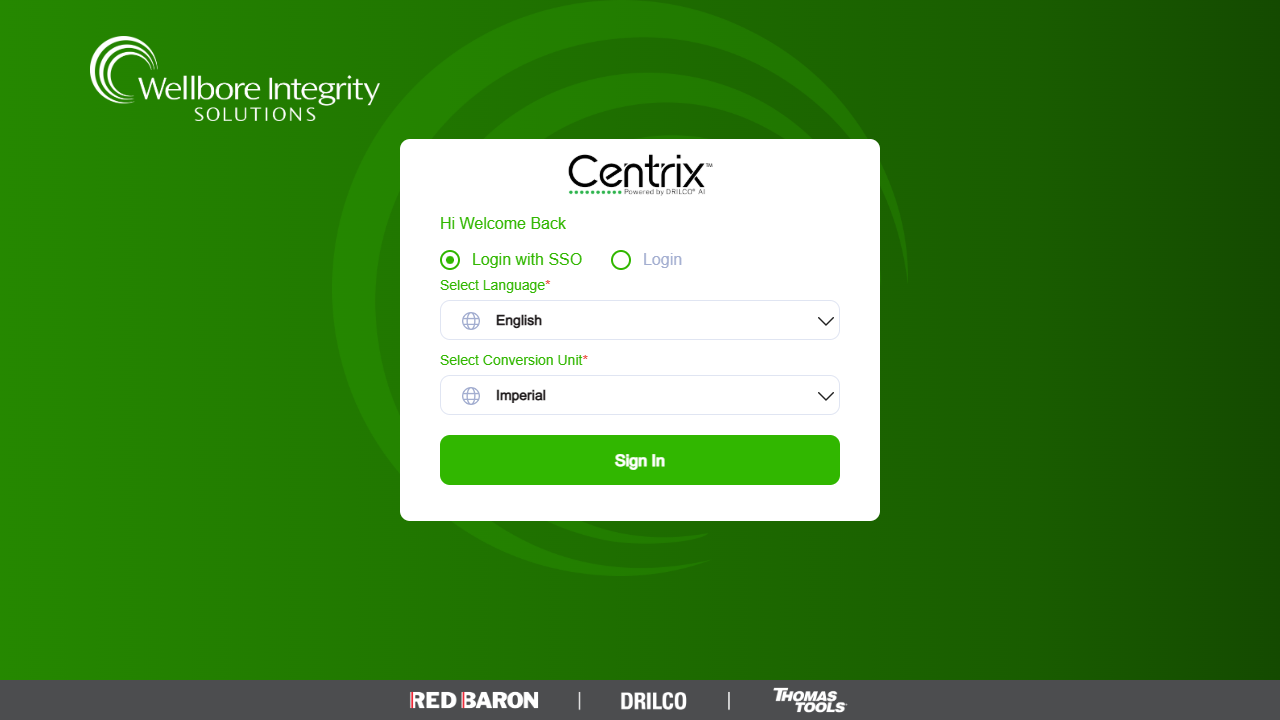 Wellbore Integrity
SOLUTIONS
Centrix™
Powered by DRILCO® AI
Hi Welcome Back
Login with SSO Login
Select Language*
English
Select Conversion Unit*
Imperial
Sign In
RED BARON | DRILCO | THOMAS TOOLS